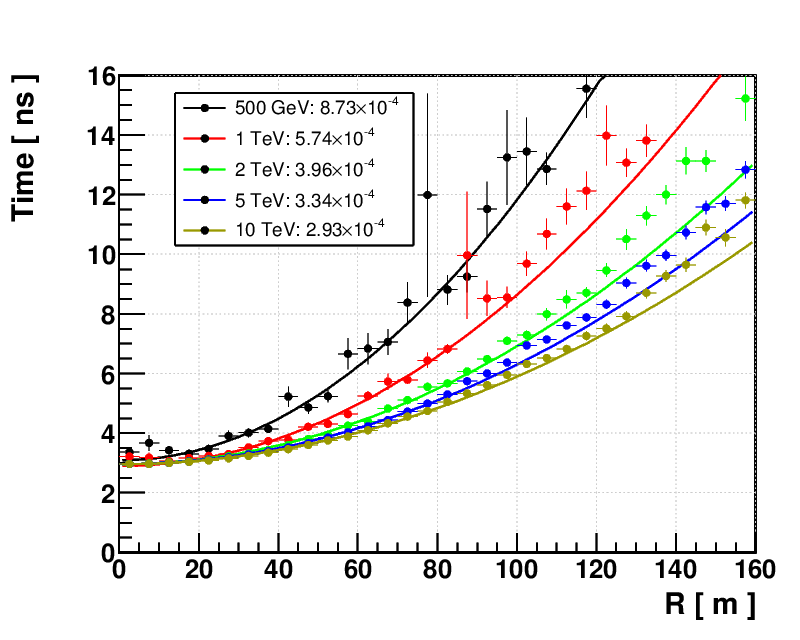 Time [ ns ]
16
14
12
10
8
6
4
2
0
500 GeV: 8.73×10⁻⁴
1 TeV: 5.74×10⁻⁴
2 TeV: 3.96×10⁻⁴
5 TeV: 3.34×10⁻⁴
10 TeV: 2.93×10⁻⁴
0 20 40 60 80 100 120 140 160
R [ m ]